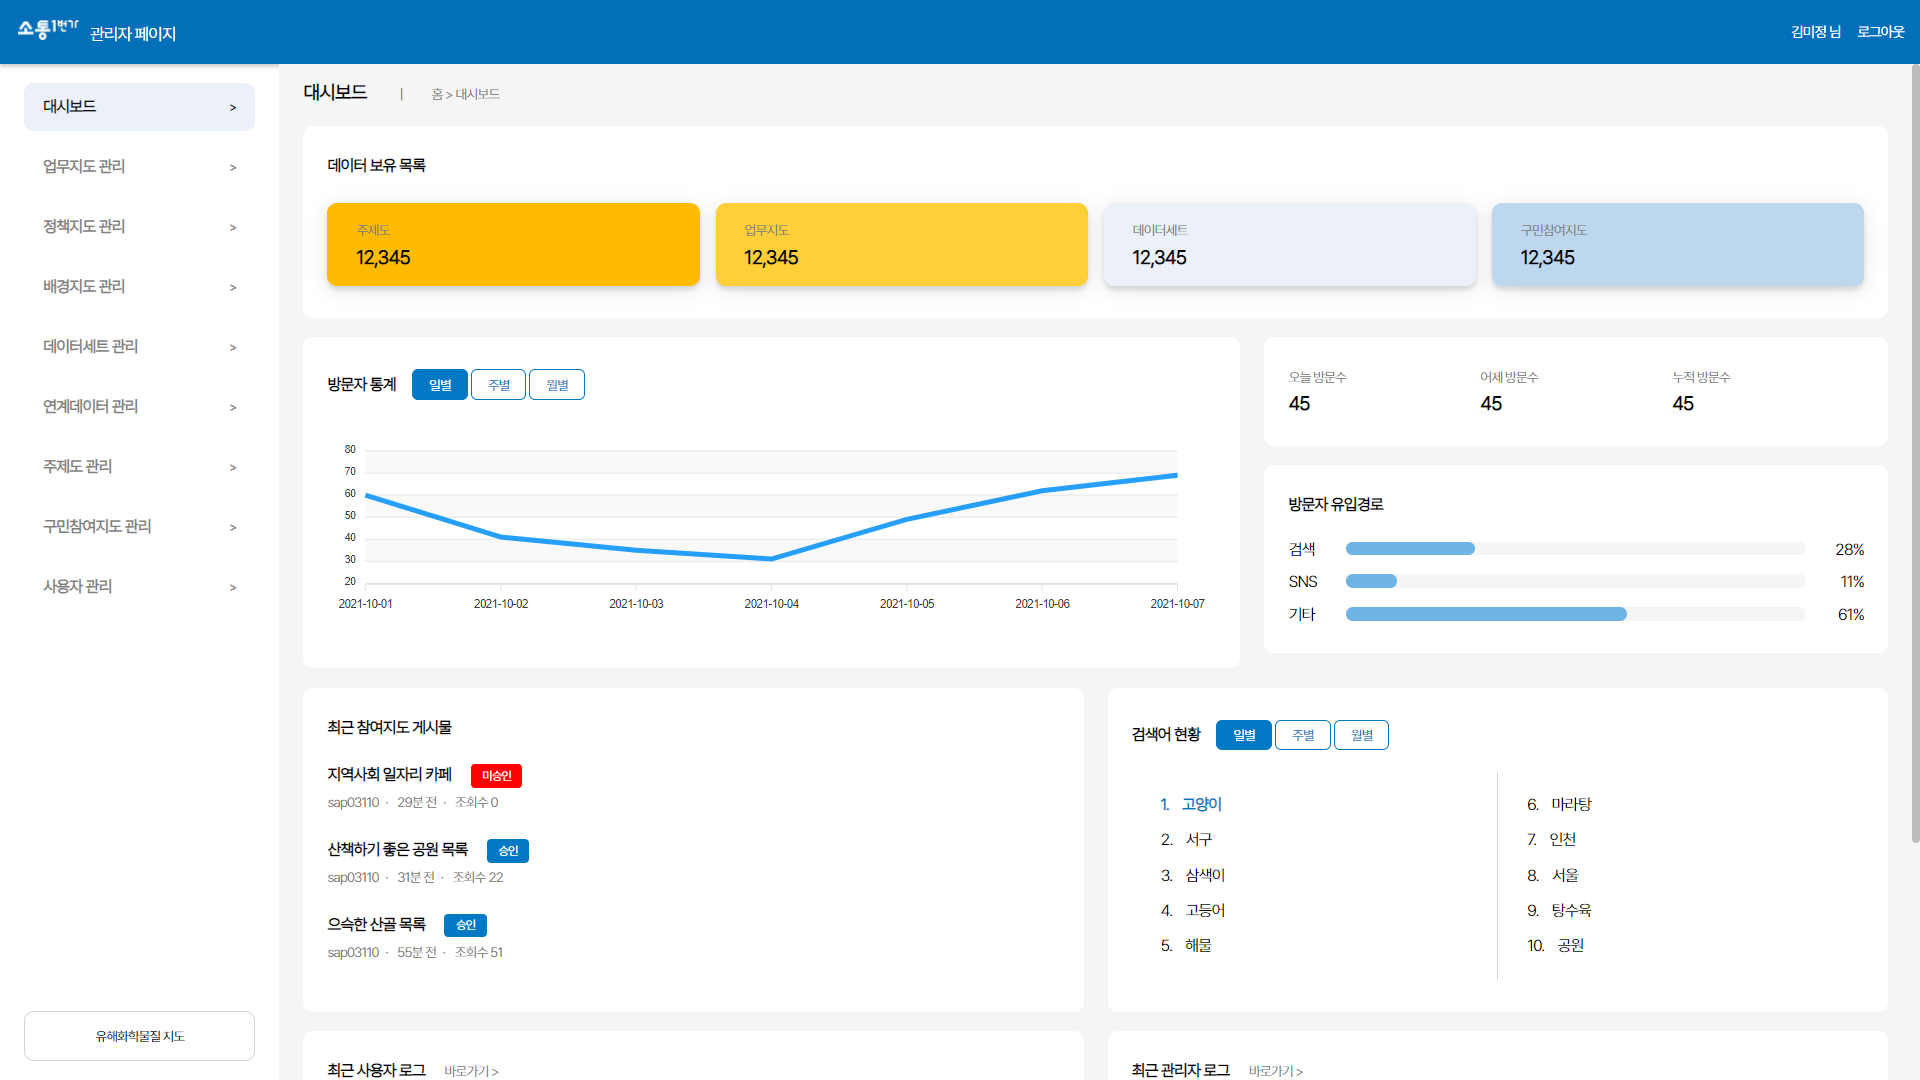 소통1번가 관리자 페이지
김미정 님 로그아웃
대시보드 >
업무지도 관리 >
정책지도 관리 >
배경지도 관리 >
데이터세트 관리 >
연계데이터 관리 >
주제도 관리 >
구민참여지도 관리 >
사용자 관리 >
유해화학물질 지도
대시보드 | 홈 > 대시보드
데이터 보유 목록
주제도
12,345
업무지도
12,345
데이터세트
12,345
구민참여지도
12,345
방문자 통계 일별 주별 월별
80
70
60
50
40
30
20
2021-10-01 2021-10-02 2021-10-03 2021-10-04 2021-10-05 2021-10-06 2021-10-07
오늘 방문수
45
어제 방문수
45
누적 방문수
45
방문자 유입경로
검색 28%
SNS 11%
기타 61%
최근 참여지도 게시물
지역사회 일자리 카페 미승인
sap03110 · 29분 전 · 조회수 0
산책하기 좋은 공원 목록 승인
sap03110 · 31분 전 · 조회수 22
으슥한 산골 목록 승인
sap03110 · 55분 전 · 조회수 51
검색어 현황 일별 주별 월별
1. 고양이
2. 서구
3. 삼색이
4. 고등어
5. 해물
6. 마라탕
7. 인천
8. 서울
9. 탕수육
10. 공원
최근 사용자 로그 바로가기 >
최근 관리자 로그 바로가기 >